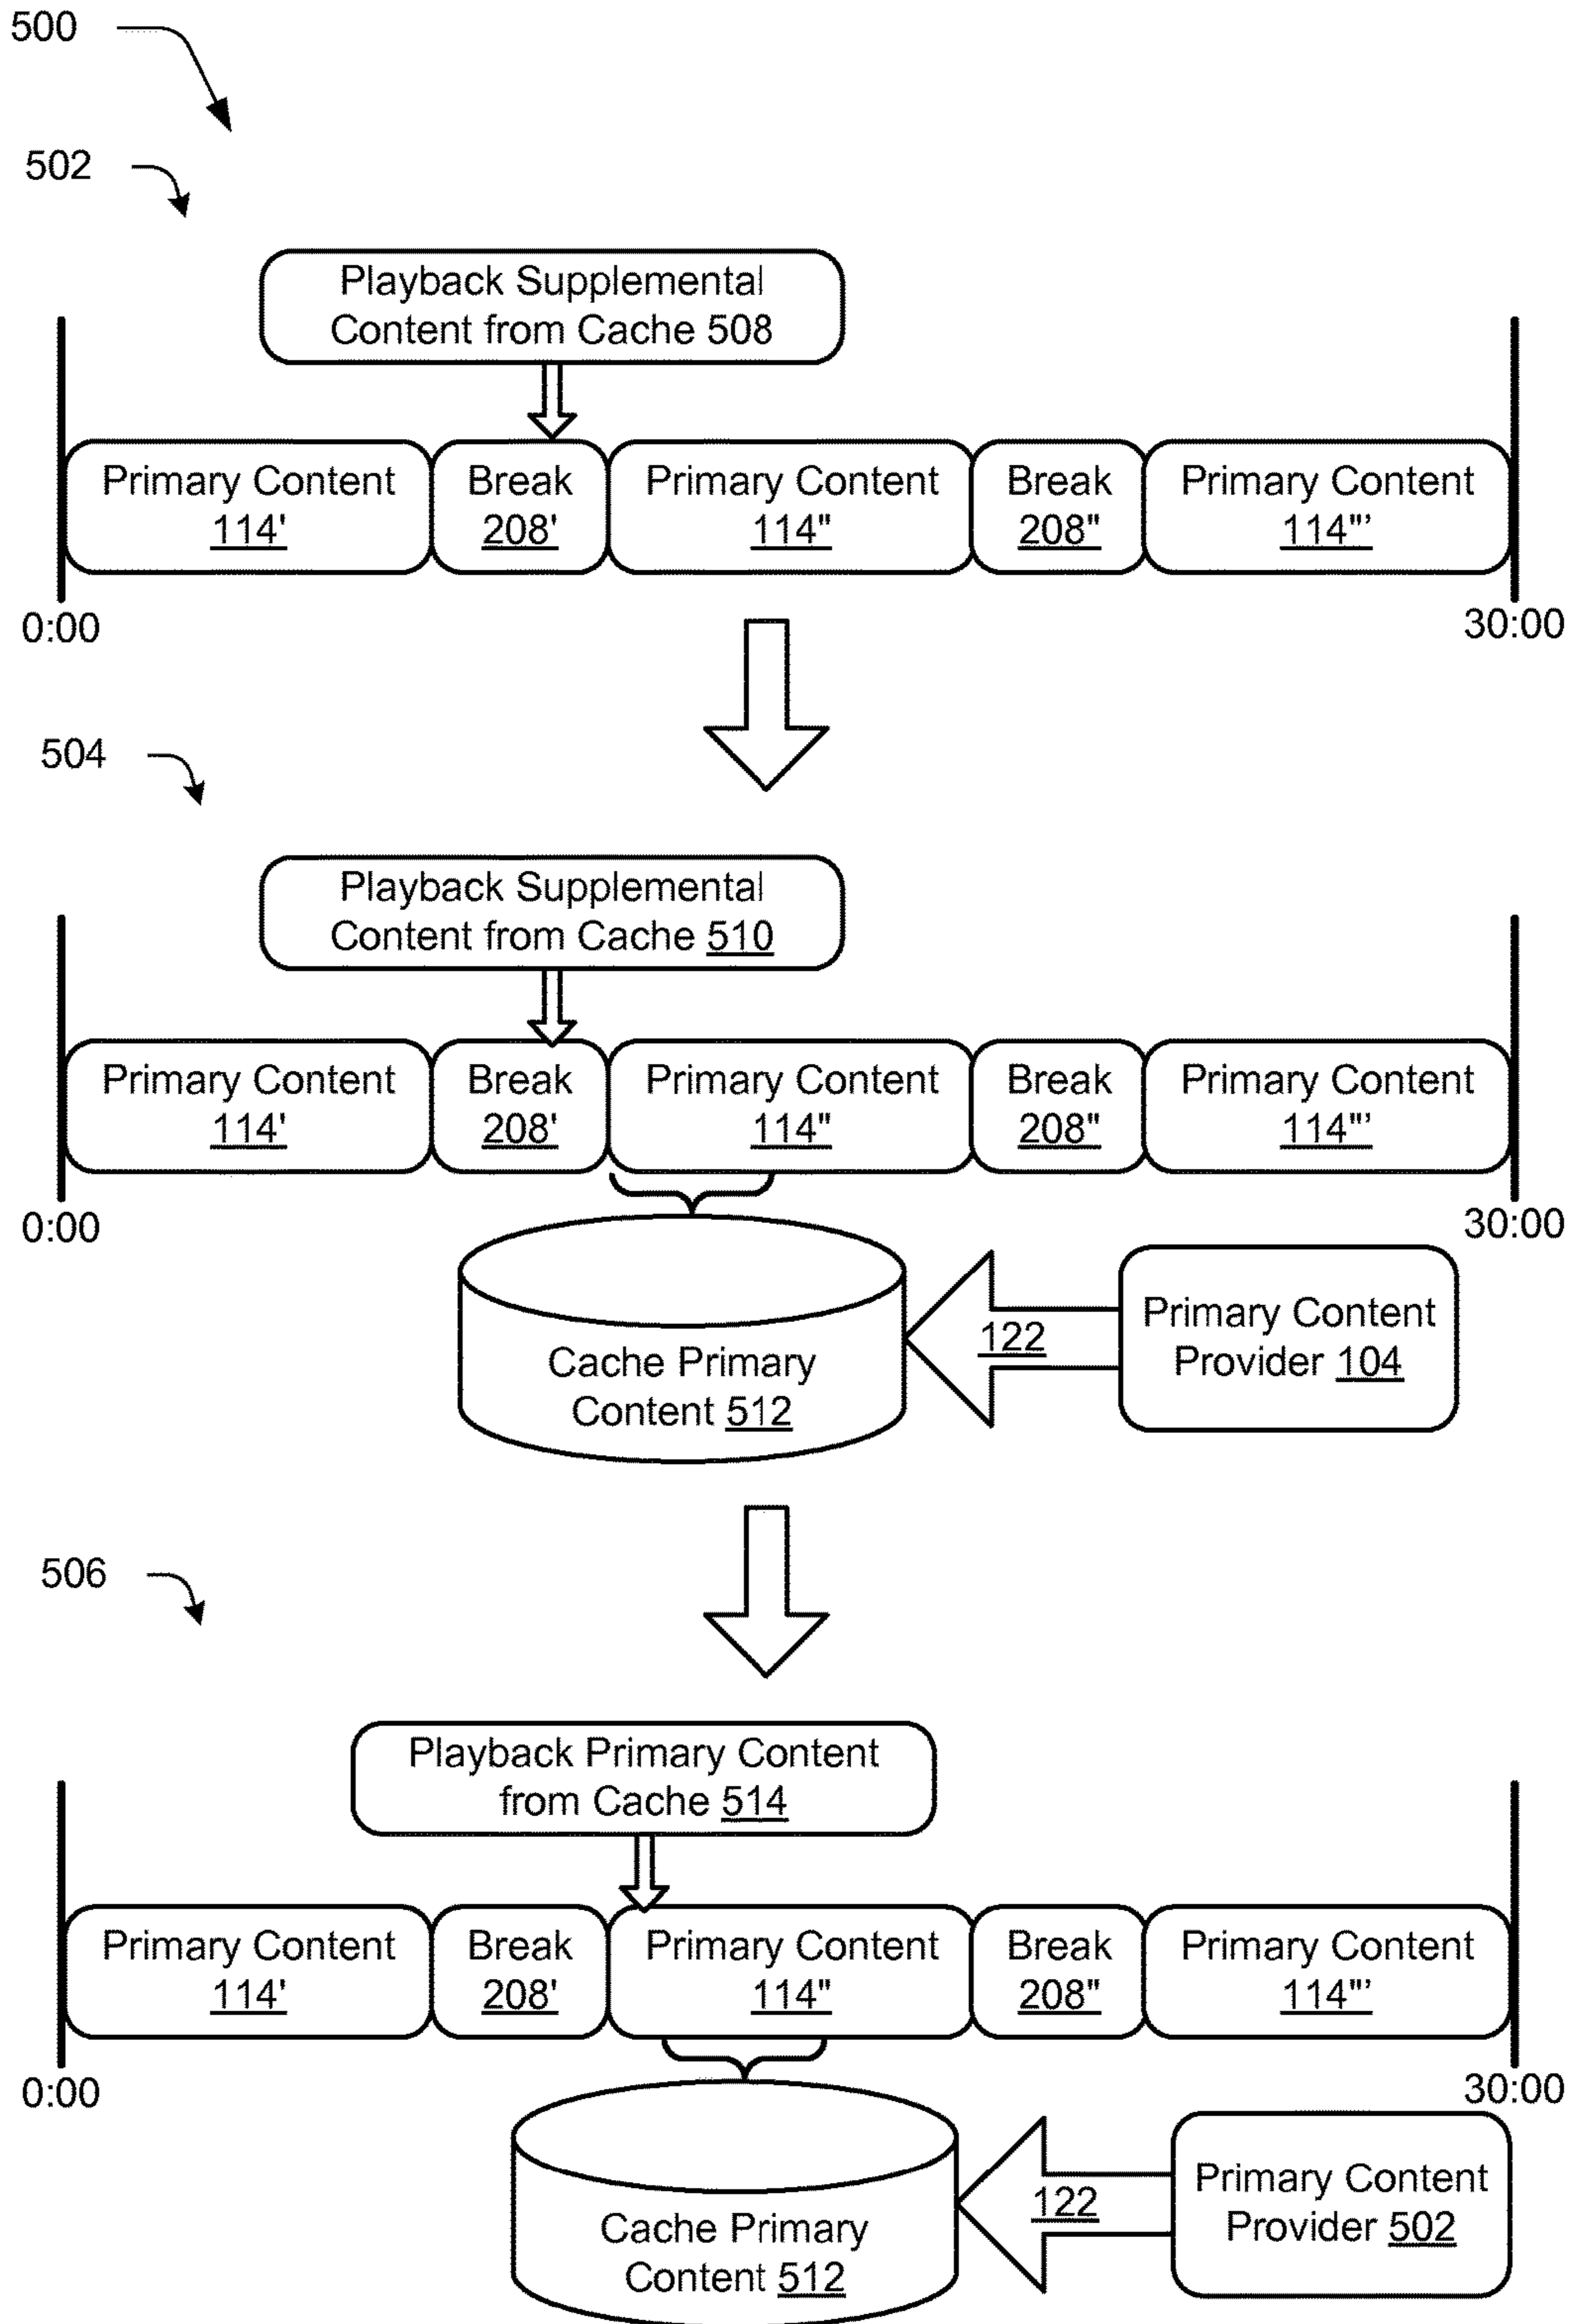 500
502
Playback Supplemental
Content from Cache 508
Primary Content
114'
Break
208'
Primary Content
114"
Break
208"
Primary Content
114"'
0:00
30:00
504
Playback Supplemental
Content from Cache 510
Primary Content
114'
Break
208'
Primary Content
114"
Break
208"
Primary Content
114"'
0:00
30:00
Cache Primary
Content 512
122
Primary Content
Provider 104
506
Playback Primary Content
from Cache 514
Primary Content
114'
Break
208'
Primary Content
114"
Break
208"
Primary Content
114"'
0:00
30:00
Cache Primary
Content 512
122
Primary Content
Provider 502